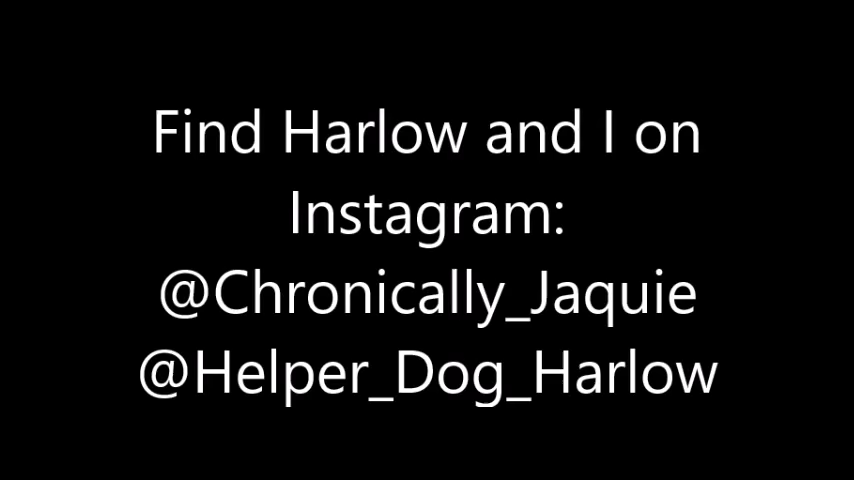 Find Harlow and I on
Instagram:
@Chronically_Jaquie
@Helper_Dog_Harlow